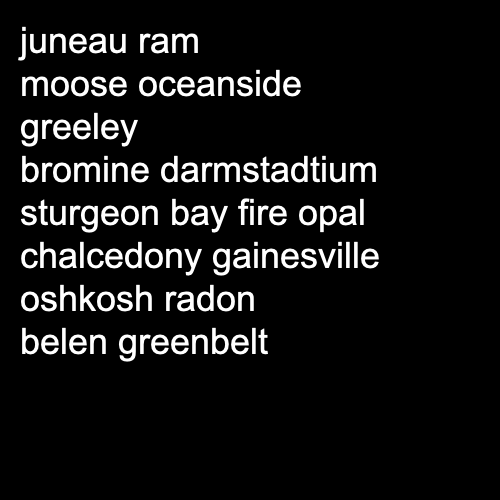 juneau ram
moose oceanside
greeley
bromine darmstadtium
sturgeon bay fire opal
chalcedony gainesville
oshkosh radon
belen greenbelt